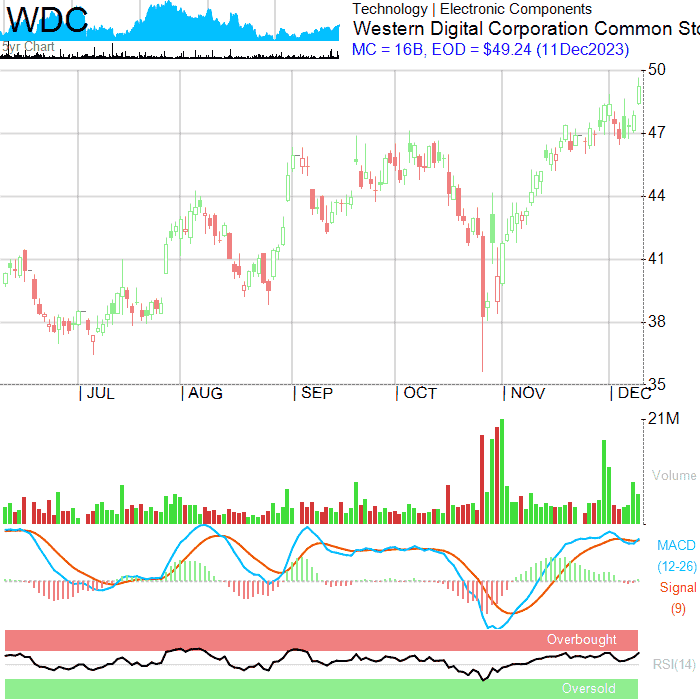 WDC
5yr Chart
Technology | Electronic Components
Western Digital Corporation Common Sto
MC = 16B, EOD = $49.24 (11Dec2023)
50
47
44
41
38
35
| JUL | AUG | SEP | OCT | NOV | DEC
21M
Volume
MACD
(12-26)
Signal
(9)
Overbought
RSI(14)
Oversold